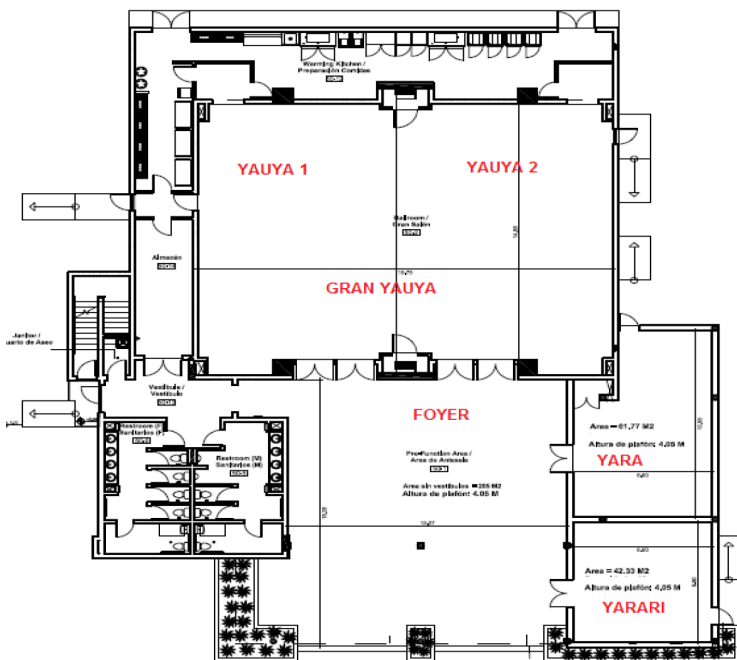 Warming Kitchen /
Preparación Comidas
YAUYA 1
YAUYA 2
Ballroom /
Gran Salón
Almacén
GRAN YAUYA
Janitor /
uarto de Aseo
Vestibule /
Vestíbulo
FOYER
Restroom (F)
Sanitarios (F)
Restroom (M)
Sanitarios (M)
Pre-Function Area /
Area de Antesala
Area sin vestibulos = 205 M2
Altura de plafón: 4.05 M
Area = 61,77 M2
Altura de plafón: 4,05 M
YARA
Area = 42.33 M2
Altura de plafón: 4,05 M
YARARI